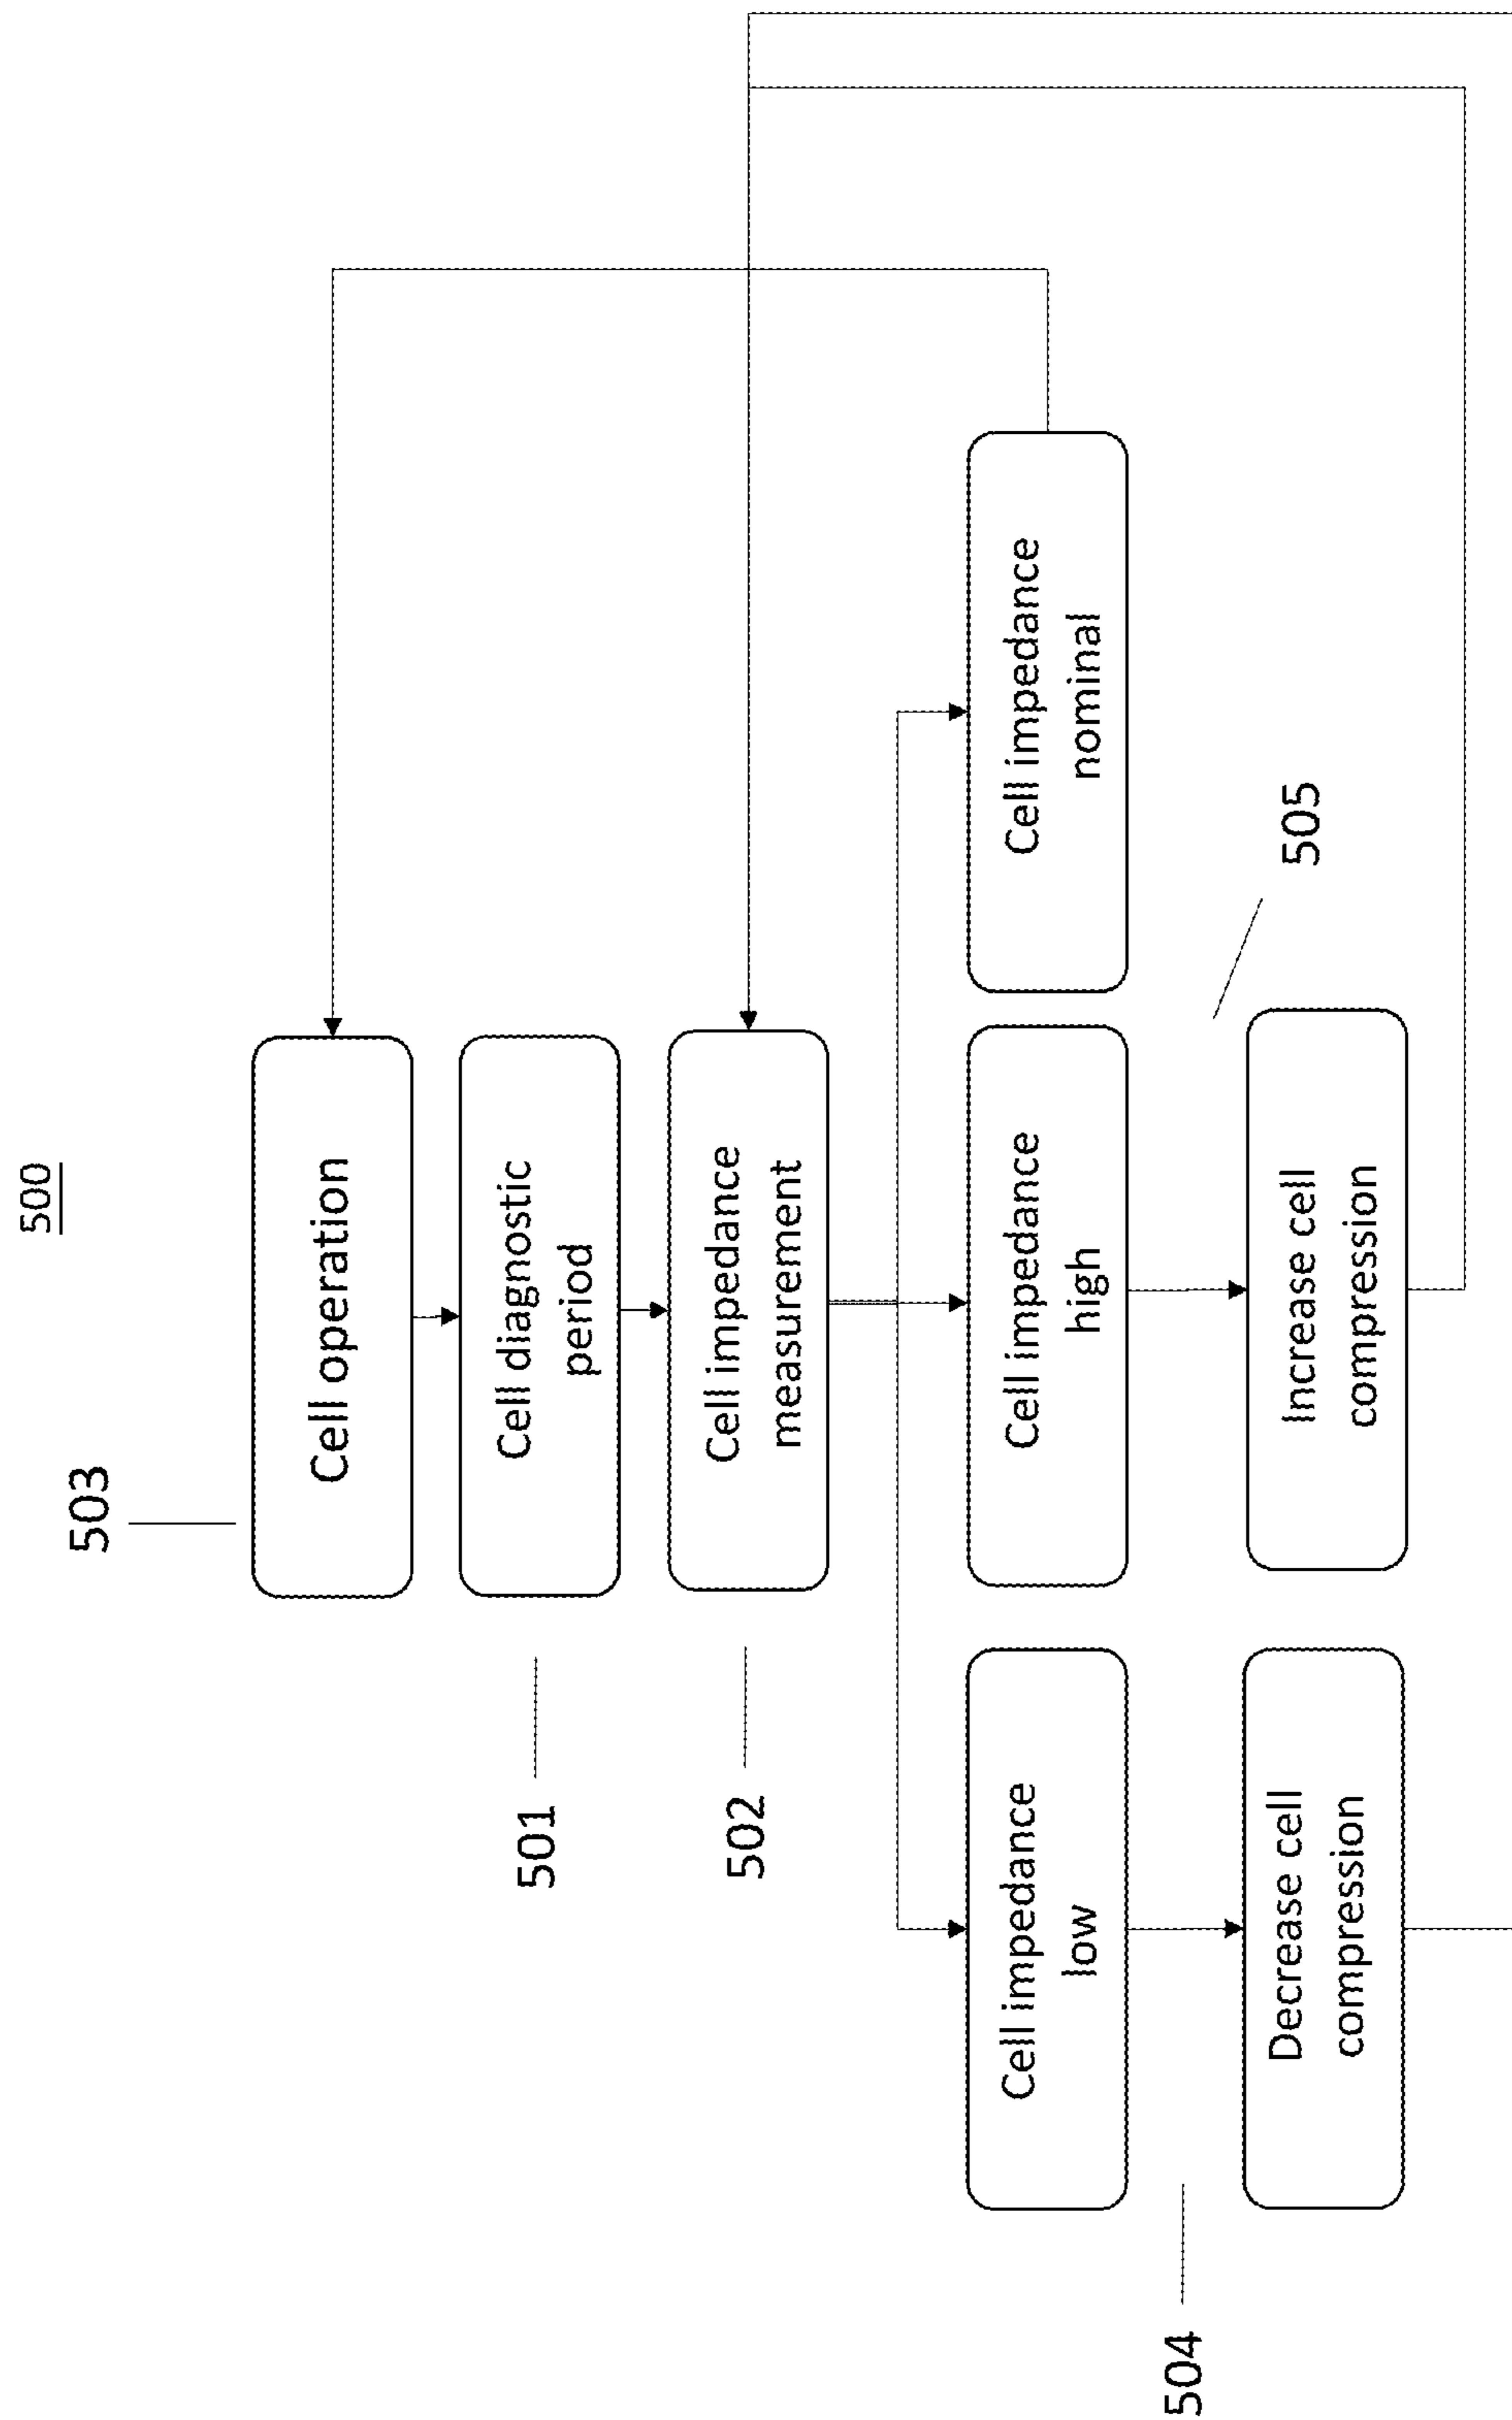 500
503
Cell operation
501
Cell diagnostic
period
502
Cell impedance
measurement
Cell impedance
low
Cell impedance
high
Cell impedance
nominal
504
505
Decrease cell
compression
Increase cell
compression